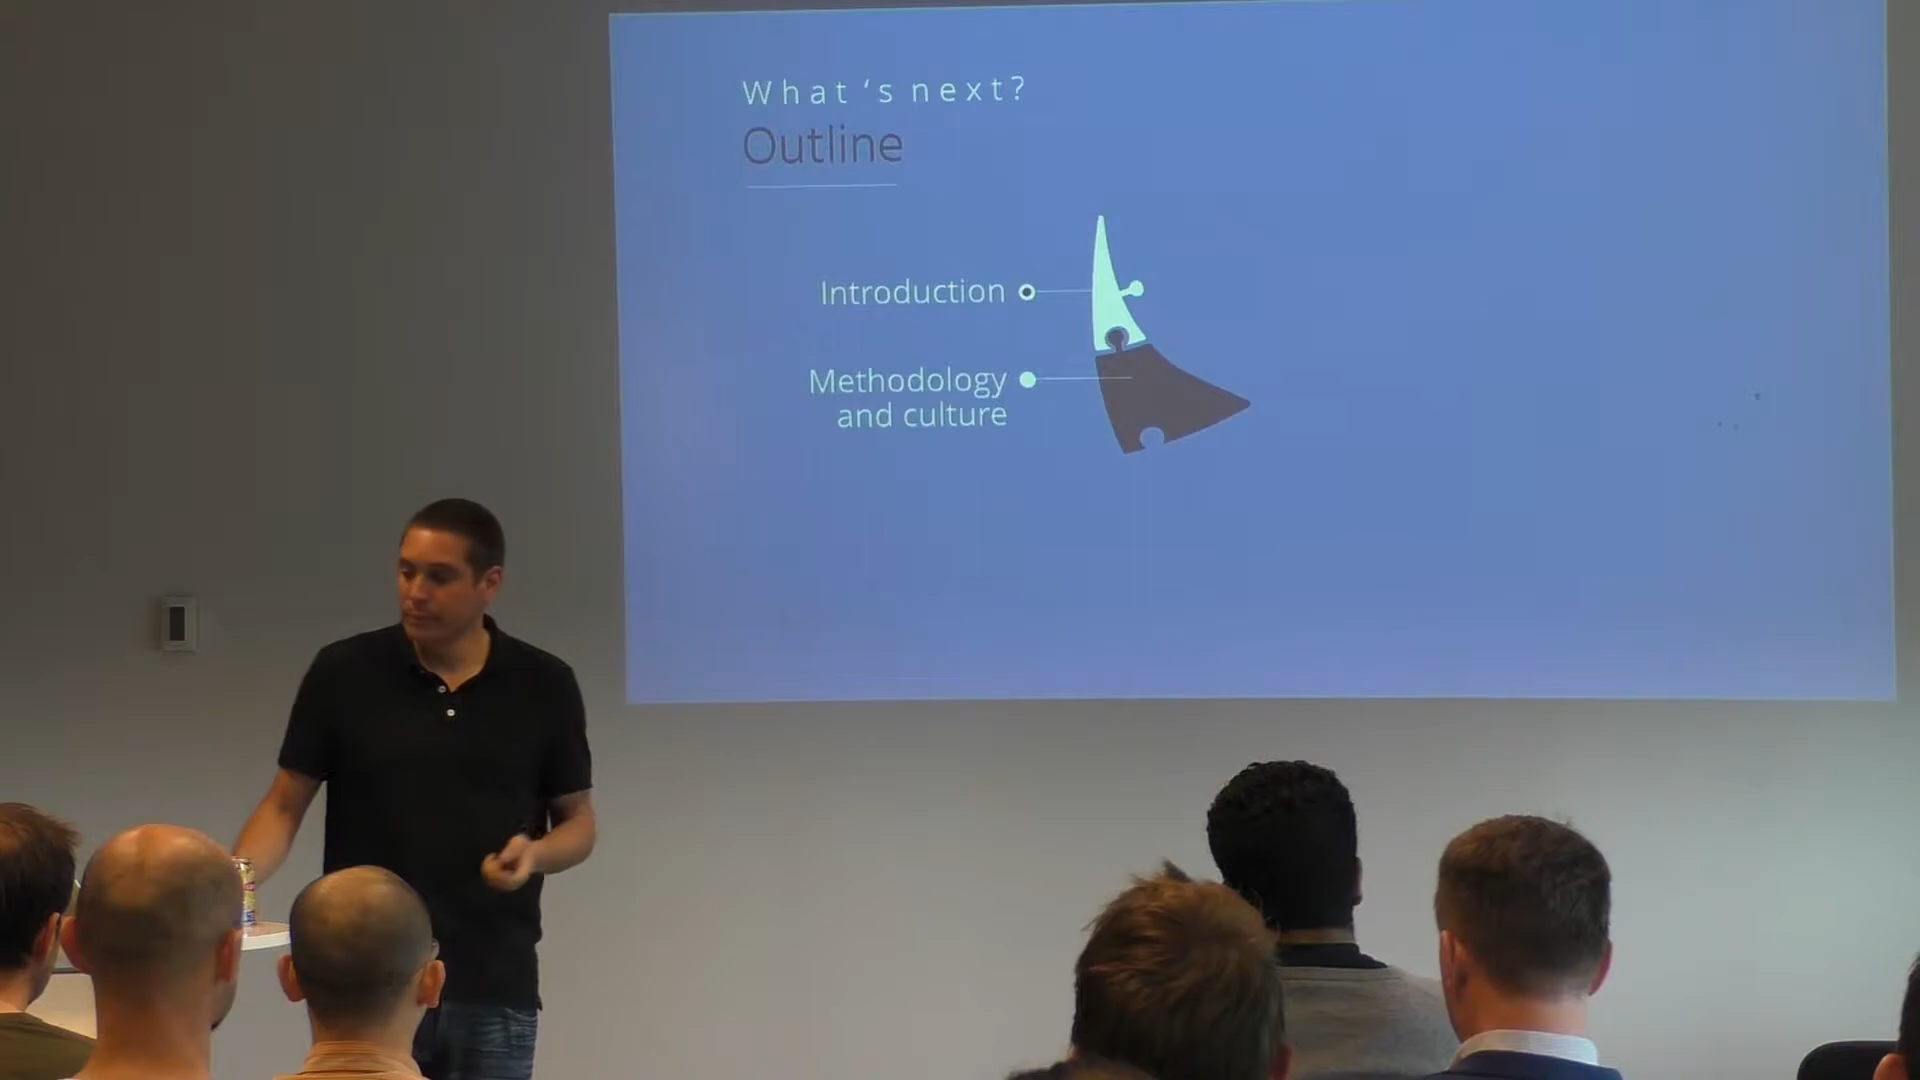 What ‘s next?
Outline
Introduction
Methodology
and culture